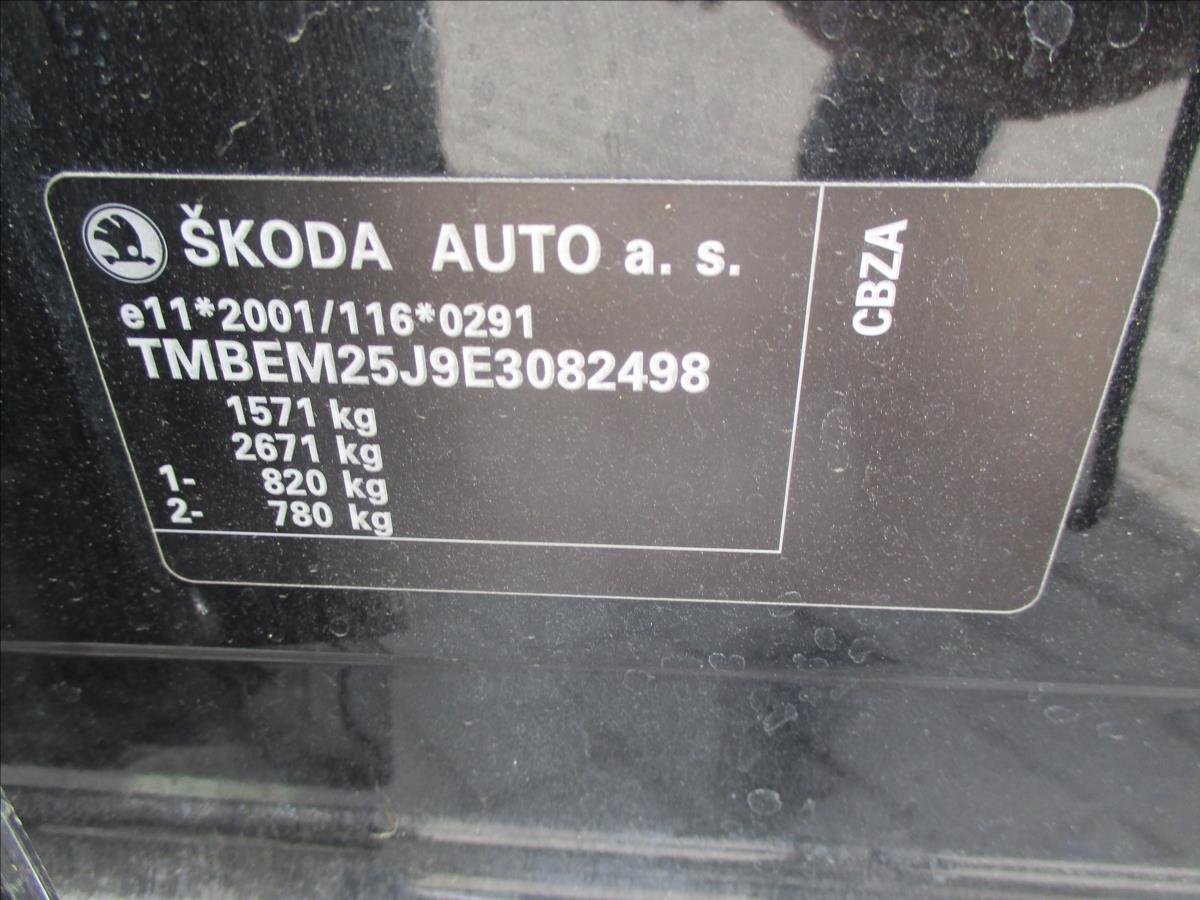 ŠKODA AUTO a. s.
e11*2001/116*0291
TMBEM25J9E3082498
1571 kg
2671 kg
1- 820 kg
2- 780 kg
CBZA